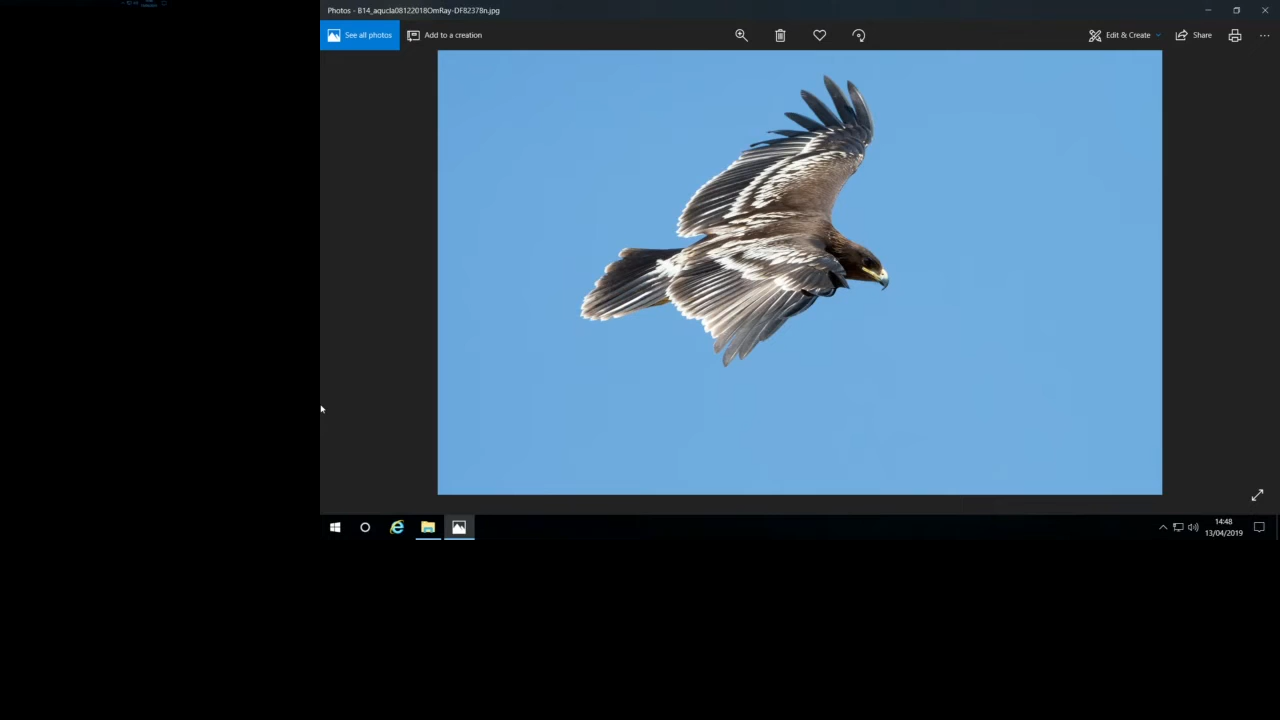 Photos - B14_aqucla08122018OmRay-DF82378n.jpg
See all photos
Add to a creation
Edit & Create
Share
14:48
13/04/2019